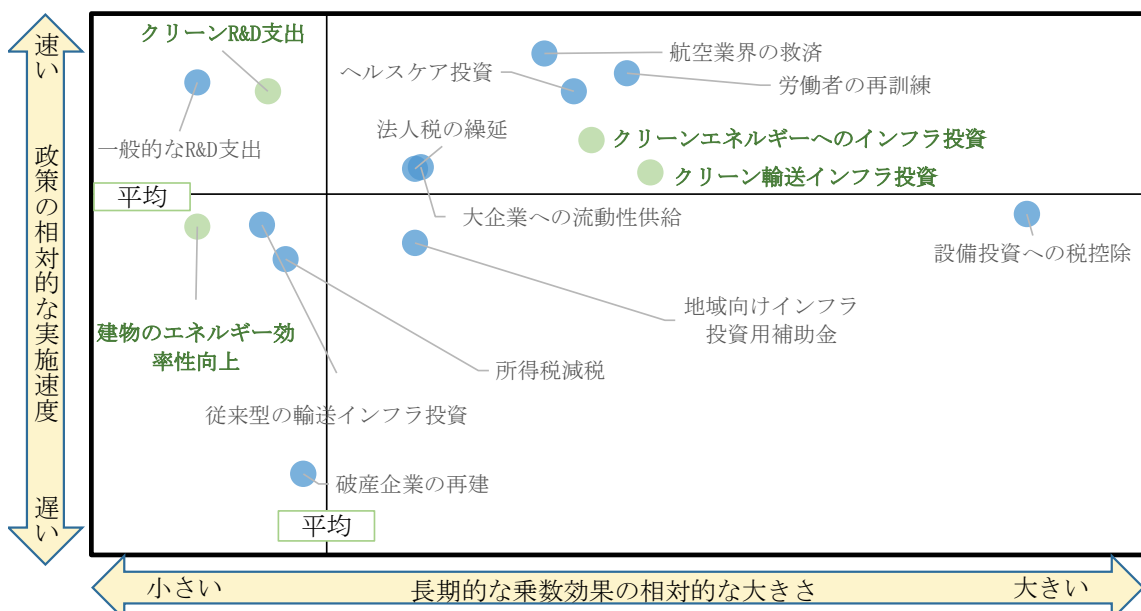 速い
政策の相対的な実施速度
遅い
クリーンR&D支出
航空業界の救済
ヘルスケア投資
労働者の再訓練
法人税の繰延
一般的なR&D支出
クリーンエネルギーへのインフラ投資
クリーン輸送インフラ投資
平均
大企業への流動性供給
設備投資への税控除
地域向けインフラ
投資用補助金
建物のエネルギー効
率性向上
所得税減税
従来型の輸送インフラ投資
破産企業の再建
平均
小さい
長期的な乗数効果の相対的な大きさ
大きい